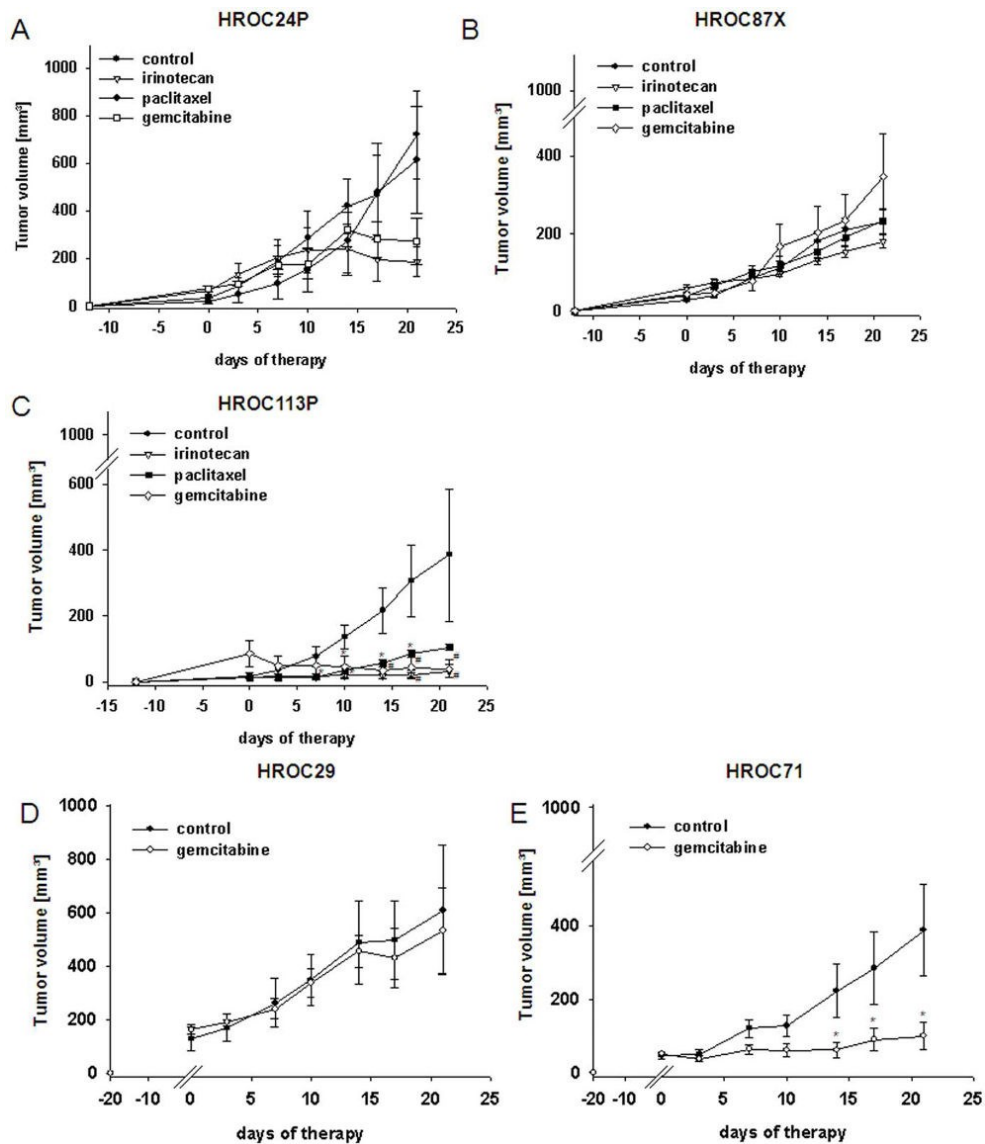 HROC24P
A
control
irinotecan
paclitaxel
gemcitabine
Tumor volume [mm³]
1000
800
600
400
200
0
-10 -5 0 5 10 15 20 25
days of therapy
HROC87X
B
control
irinotecan
paclitaxel
gemcitabine
Tumor volume [mm³]
1000
400
200
0
-10 -5 0 5 10 15 20 25
days of therapy
HROC113P
C
control
irinotecan
paclitaxel
gemcitabine
Tumor volume [mm³]
1000
600
400
200
0
-15 -10 -5 0 5 10 15 20 25
days of therapy
HROC29
D
control
gemcitabine
Tumor volume [mm³]
1000
800
600
400
200
0
-20 -10 0 5 10 15 20 25
days of therapy
HROC71
E
control
gemcitabine
Tumor volume [mm³]
1000
400
200
0
* * *
-20 -10 0 5 10 15 20 25
days of therapy